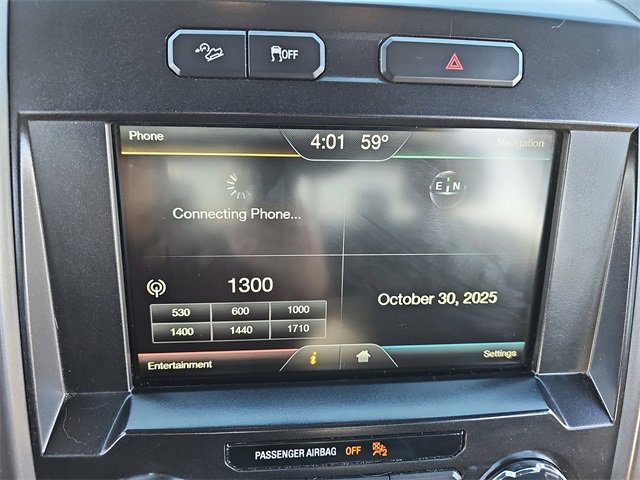 OFF
Phone 4:01 59° Navigation
E N
Connecting Phone...
1300
530 600 1000
1400 1440 1710
October 30, 2025
Entertainment i Settings
PASSENGER AIRBAG OFF 2